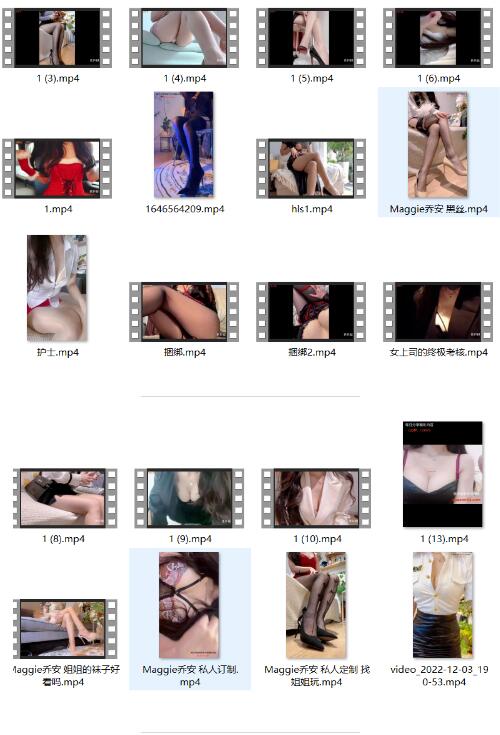 1 (3).mp4
1 (4).mp4
1 (5).mp4
1 (6).mp4
1.mp4
1646564209.mp4
hls1.mp4
Maggie乔安 黑丝.mp4
护士.mp4
捆绑.mp4
捆绑2.mp4
女上司的终极考核.mp4
1 (8).mp4
1 (9).mp4
1 (10).mp4
1 (13).mp4
Maggie乔安 姐姐的袜子好
看吗.mp4
Maggie乔安 私人订制.
mp4
Maggie乔安 私人定制 找
姐姐玩.mp4
video_2022-12-03_19
0-53.mp4